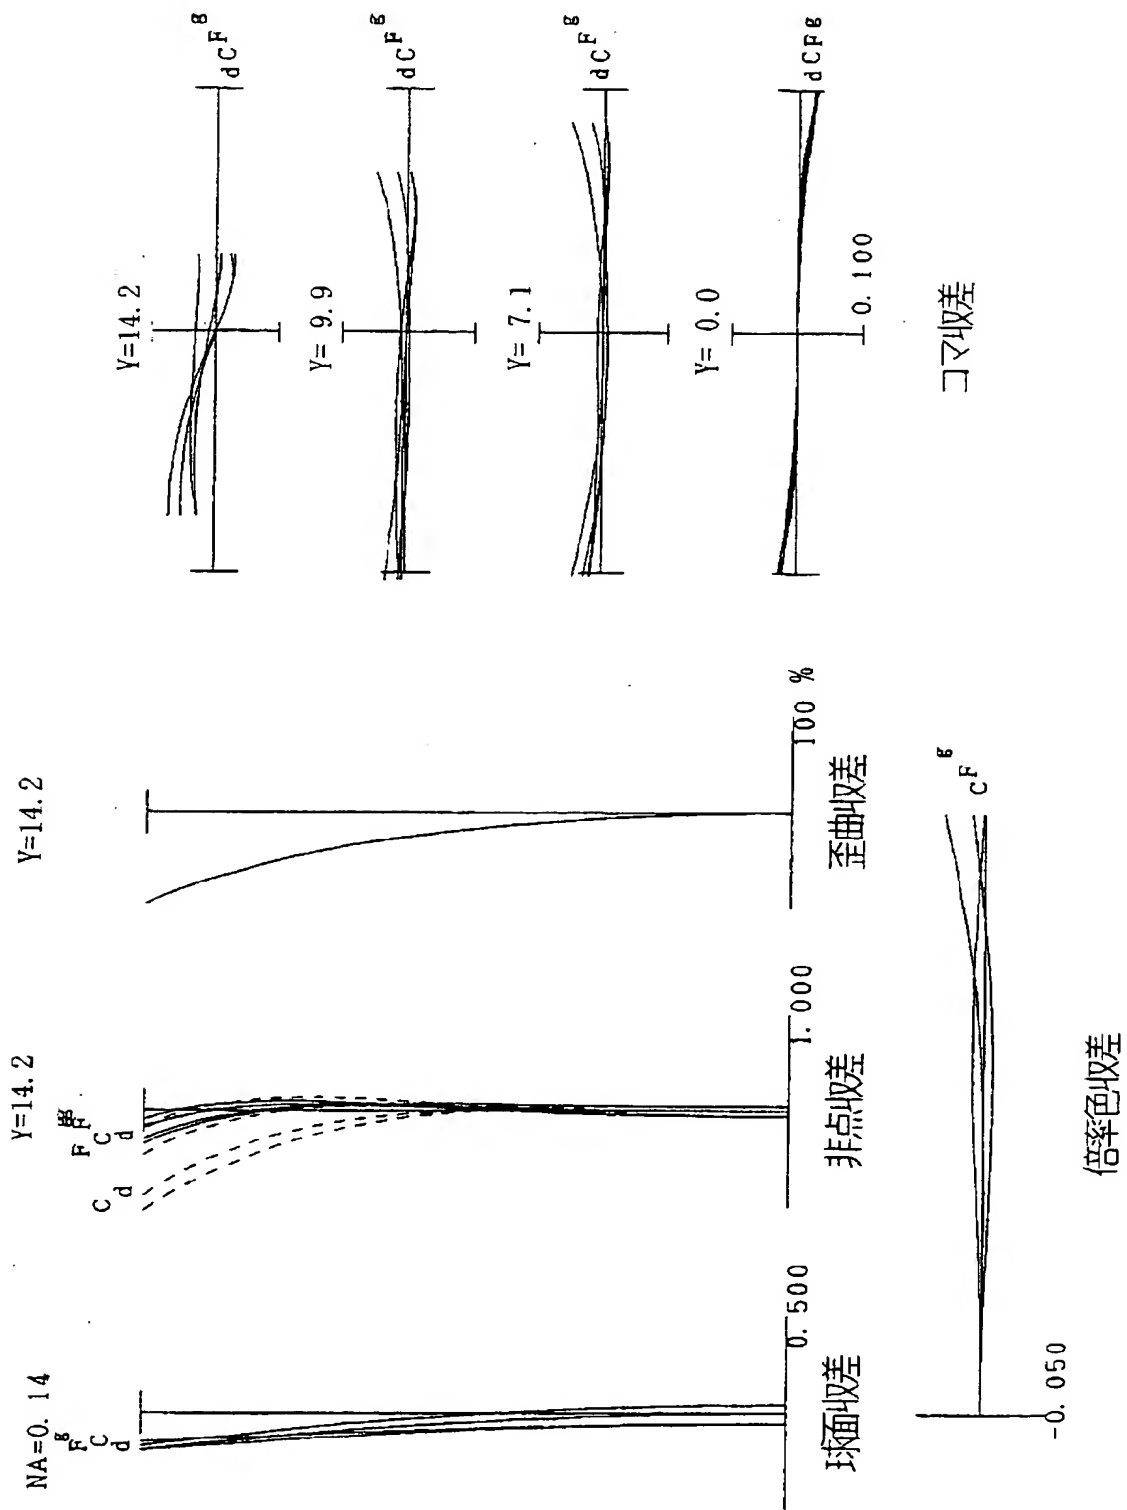 NA=0. 14
g
F
C
d
0. 500
球面収差
Y=14.2
g
F
C
d
F
C
d
1. 000
非点収差
Y=14.2
100 %
歪曲収差
g
F
C
-0. 050
倍率色収差
Y=14.2
d C F g
Y= 9.9
d C F g
Y= 7.1
d C F g
Y= 0.0
d C F g
0. 100
コマ収差